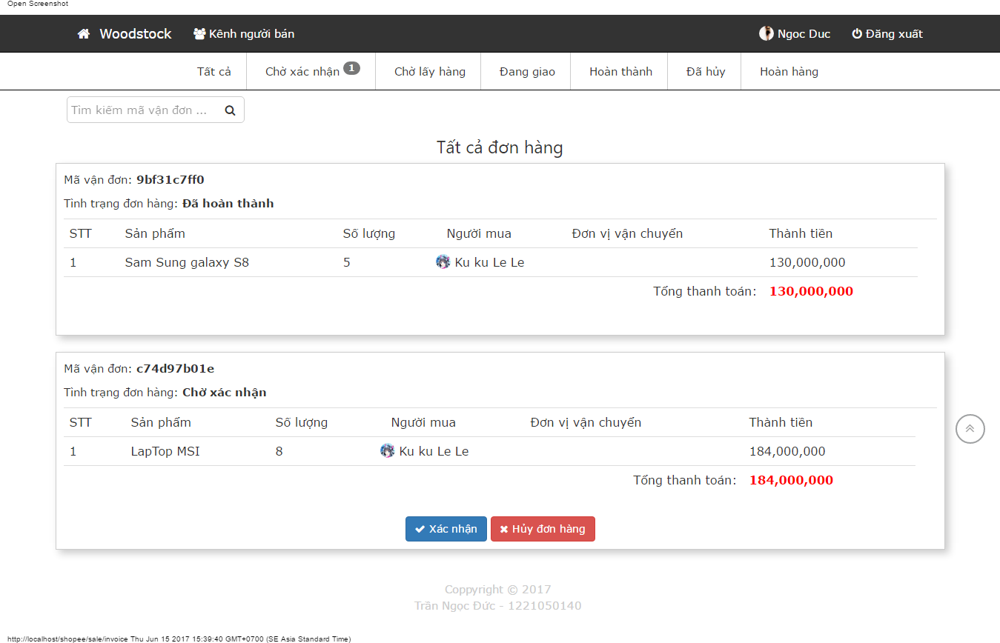 Open Screenshot
Woodstock Kênh người bán Ngoc Duc Đăng xuất
Tất cả Chờ xác nhận 1 Chờ lấy hàng Đang giao Hoàn thành Đã hủy Hoàn hàng
Tìm kiếm mã vận đơn ...
Tất cả đơn hàng
Mã vận đơn: 9bf31c7ff0
Tình trạng đơn hàng: Đã hoàn thành
STT Sản phẩm Số lượng Người mua Đơn vị vận chuyển Thành tiền
1 Sam Sung galaxy S8 5 Ku ku Le Le 130,000,000
Tổng thanh toán: 130,000,000
Mã vận đơn: c74d97b01e
Tình trạng đơn hàng: Chờ xác nhận
STT Sản phẩm Số lượng Người mua Đơn vị vận chuyển Thành tiền
1 LapTop MSI 8 Ku ku Le Le 184,000,000
Tổng thanh toán: 184,000,000
Xác nhận Hủy đơn hàng
Coppyright © 2017
Trần Ngọc Đức - 1221050140
http://localhost/shopee/sale/invoice Thu Jun 15 2017 15:39:40 GMT+0700 (SE Asia Standard Time)